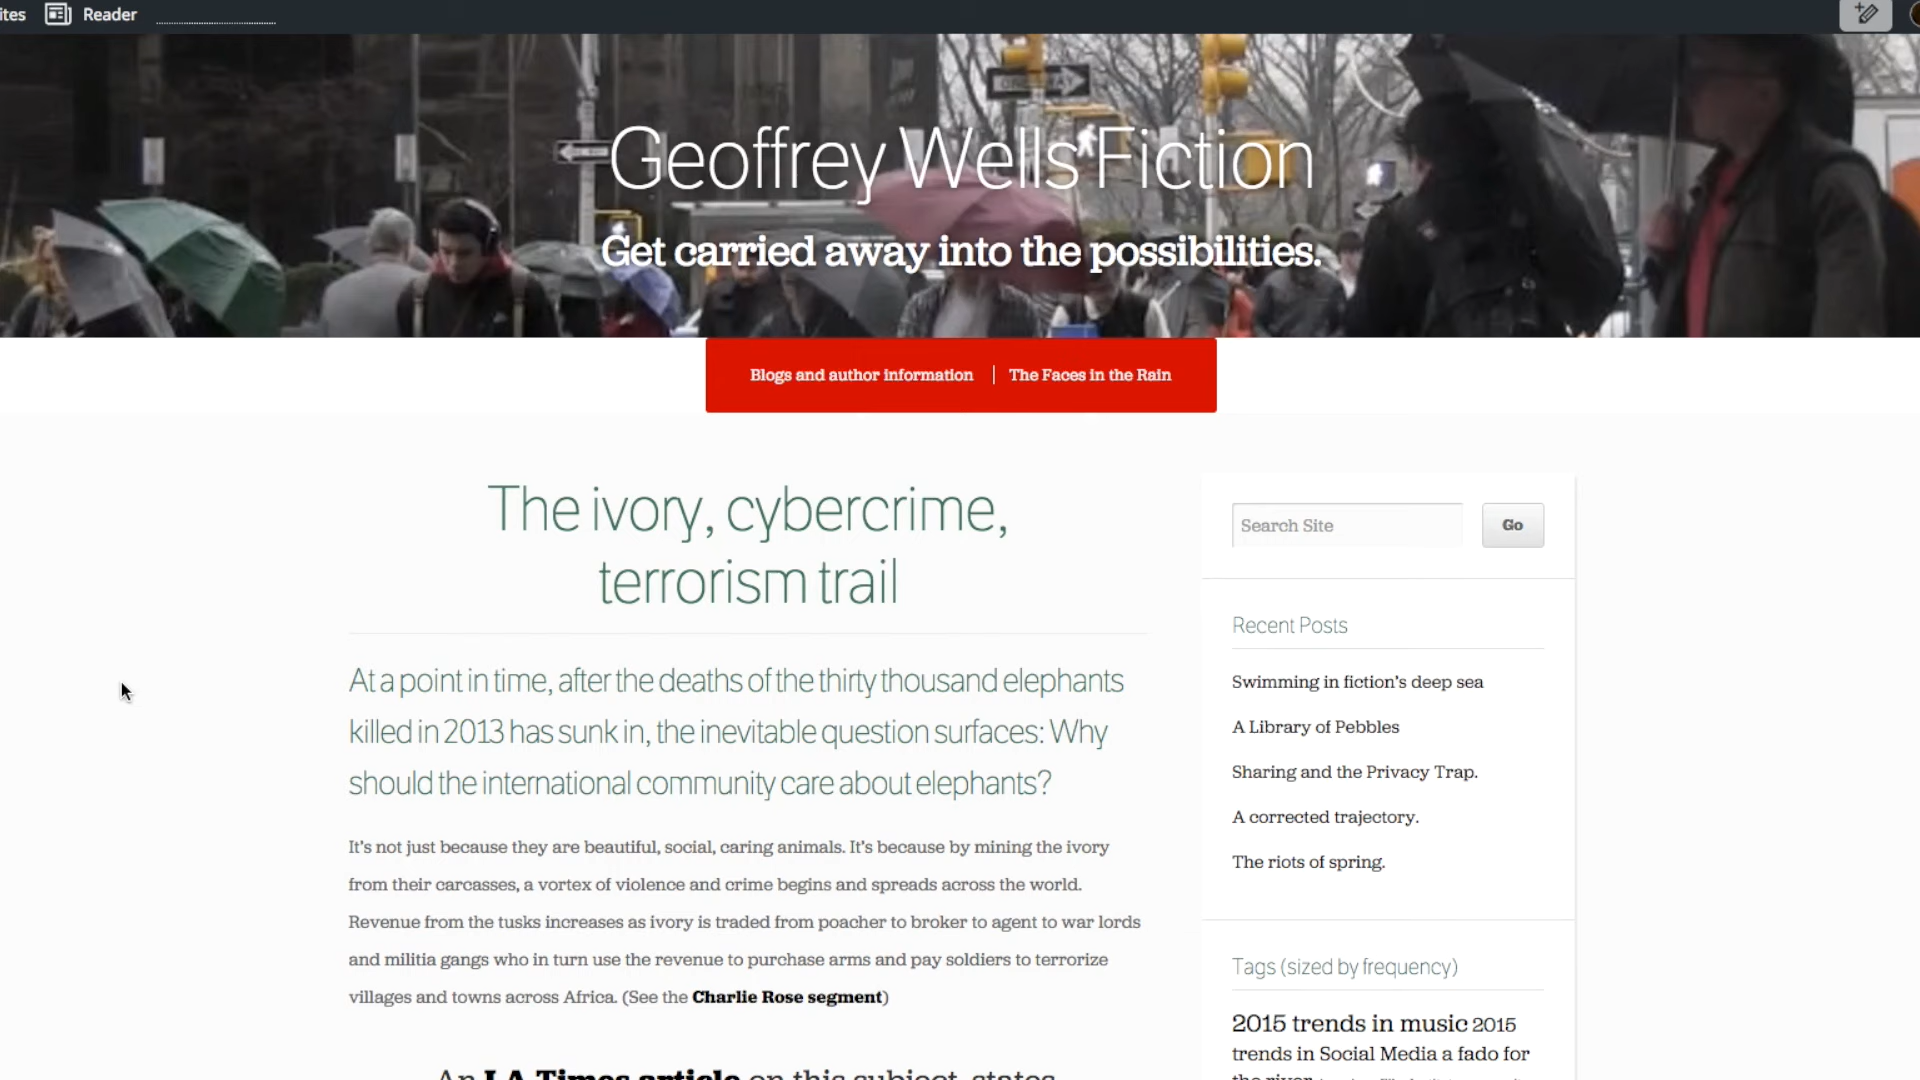 ites Reader
Geoffrey Wells Fiction
Get carried away into the possibilities.
Blogs and author information | The Faces in the Rain
The ivory, cybercrime,
terrorism trail
At a point in time, after the deaths of the thirty thousand elephants
killed in 2013 has sunk in, the inevitable question surfaces: Why
should the international community care about elephants?
It's not just because they are beautiful, social, caring animals. It's because by mining the ivory
from their carcasses, a vortex of violence and crime begins and spreads across the world.
Revenue from the tusks increases as ivory is traded from poacher to broker to agent to war lords
and militia gangs who in turn use the revenue to purchase arms and pay soldiers to terrorize
villages and towns across Africa. (See the Charlie Rose segment)
An LA Times article on this subject, states
Search Site Go
Recent Posts
Swimming in fiction's deep sea
A Library of Pebbles
Sharing and the Privacy Trap.
A corrected trajectory.
The riots of spring.
Tags (sized by frequency)
2015 trends in music 2015
trends in Social Media a fado for
the river